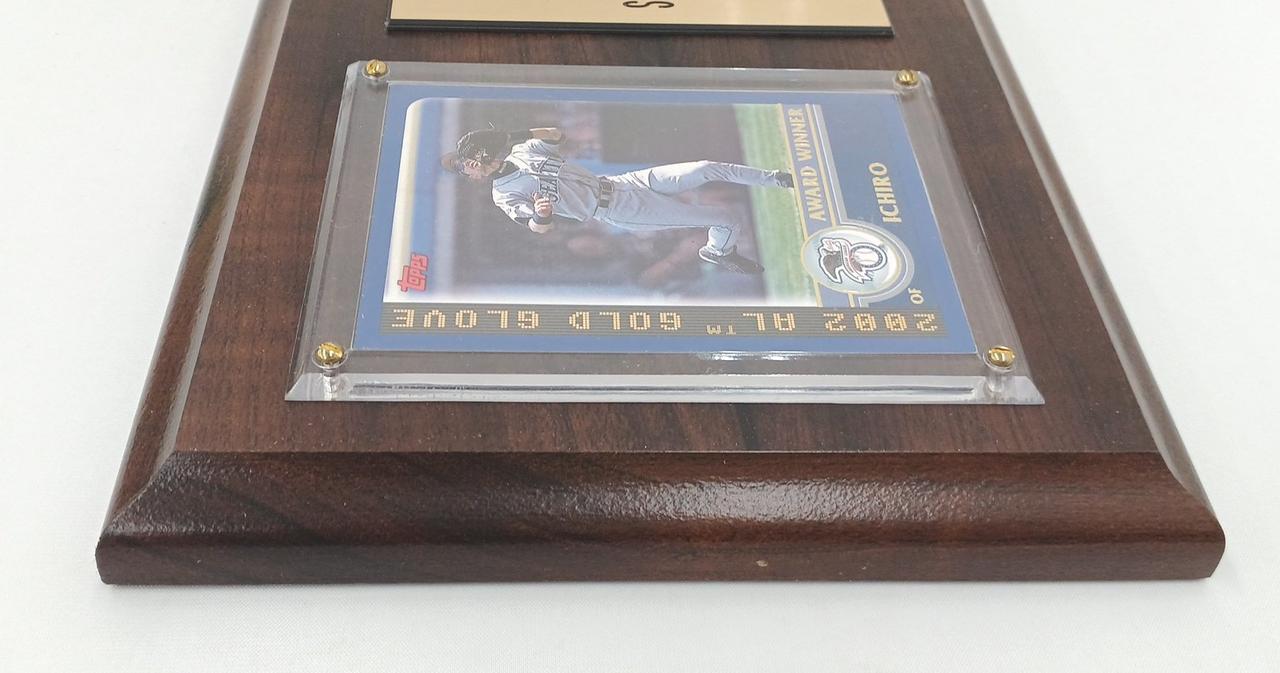 S
Topps
2002 AL™ GOLD GLOVE
AWARD WINNER
OF
ICHIRO